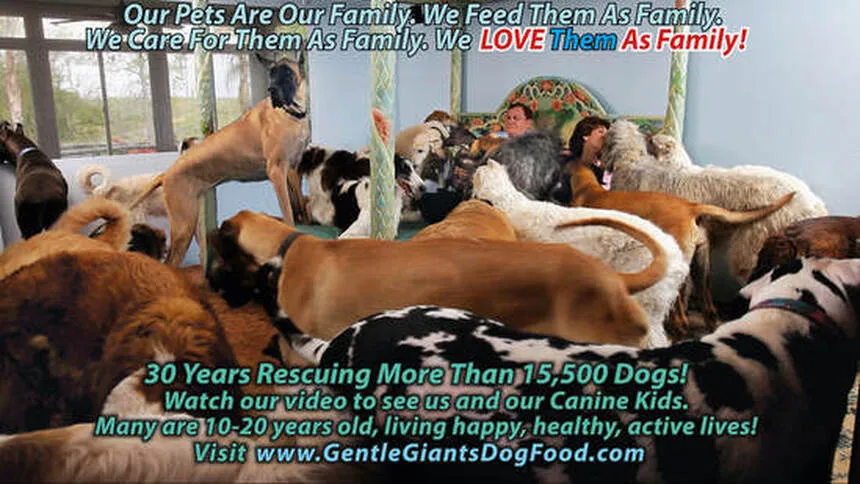 Our Pets Are Our Family. We Feed Them As Family.
We Care For Them As Family. We LOVE Them As Family!
30 Years Rescuing More Than 15,500 Dogs!
Watch our video to see us and our Canine Kids.
Many are 10-20 years old, living happy, healthy, active lives!
Visit www.GentleGiantsDogFood.com